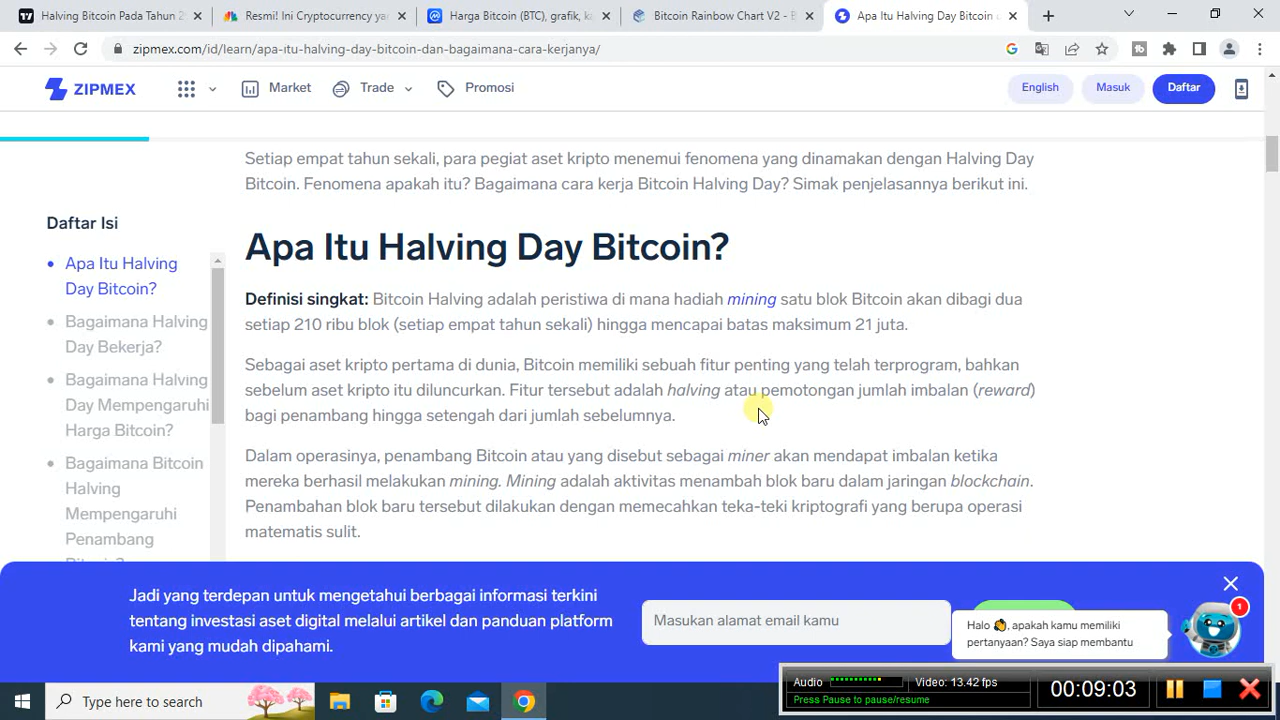 Halving Bitcoin Pada Tahun 2
Resmi! Ini Cryptocurrency yar
Harga Bitcoin (BTC), grafik, ka
Bitcoin Rainbow Chart V2 - B
Apa Itu Halving Day Bitcoin d
zipmex.com/id/learn/apa-itu-halving-day-bitcoin-dan-bagaimana-cara-kerjanya/
ZIPMEX
Market
Trade
Promosi
English
Masuk
Daftar
Setiap empat tahun sekali, para pegiat aset kripto menemui fenomena yang dinamakan dengan Halving Day
Bitcoin. Fenomena apakah itu? Bagaimana cara kerja Bitcoin Halving Day? Simak penjelasannya berikut ini.
Daftar Isi
Apa Itu Halving
Day Bitcoin?
Bagaimana Halving
Day Bekerja?
Bagaimana Halving
Day Mempengaruhi
Harga Bitcoin?
Bagaimana Bitcoin
Halving
Mempengaruhi
Penambang
Bitcoin?
Apa Itu Halving Day Bitcoin?
Definisi singkat: Bitcoin Halving adalah peristiwa di mana hadiah mining satu blok Bitcoin akan dibagi dua
setiap 210 ribu blok (setiap empat tahun sekali) hingga mencapai batas maksimum 21 juta.
Sebagai aset kripto pertama di dunia, Bitcoin memiliki sebuah fitur penting yang telah terprogram, bahkan
sebelum aset kripto itu diluncurkan. Fitur tersebut adalah halving atau pemotongan jumlah imbalan (reward)
bagi penambang hingga setengah dari jumlah sebelumnya.
Dalam operasinya, penambang Bitcoin atau yang disebut sebagai miner akan mendapat imbalan ketika
mereka berhasil melakukan mining. Mining adalah aktivitas menambah blok baru dalam jaringan blockchain.
Penambahan blok baru tersebut dilakukan dengan memecahkan teka-teki kriptografi yang berupa operasi
matematis sulit.
Jadi yang terdepan untuk mengetahui berbagai informasi terkini
tentang investasi aset digital melalui artikel dan panduan platform
kami yang mudah dipahami.
Masukan alamat email kamu
Halo 👋, apakah kamu memiliki
pertanyaan? Saya siap membantu
1
Audio
Video: 13.42 fps
Press Pause to pause/resume
00:09:03
Type here to search